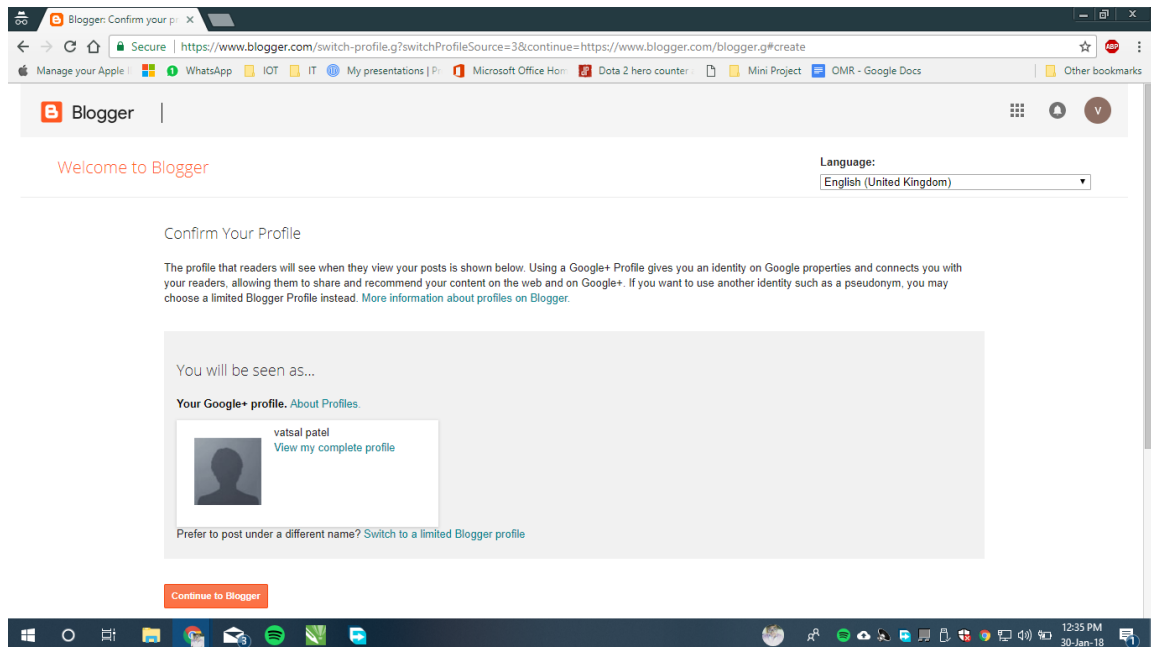 Blogger: Confirm your pr
Secure | https://www.blogger.com/switch-profile.g?switchProfileSource=3&continue=https://www.blogger.com/blogger.g#create
ABP
Manage your Apple I WhatsApp IOT IT My presentations | Pr Microsoft Office Hom Dota 2 hero counter Mini Project OMR - Google Docs Other bookmarks
Blogger
V
Welcome to Blogger
Language:
English (United Kingdom)
Confirm Your Profile
The profile that readers will see when they view your posts is shown below. Using a Google+ Profile gives you an identity on Google properties and connects you with
your readers, allowing them to share and recommend your content on the web and on Google+. If you want to use another identity such as a pseudonym, you may
choose a limited Blogger Profile instead. More information about profiles on Blogger.
You will be seen as...
Your Google+ profile. About Profiles.
vatsal patel
View my complete profile
Prefer to post under a different name? Switch to a limited Blogger profile
Continue to Blogger
3
12:35 PM
30-Jan-18
1